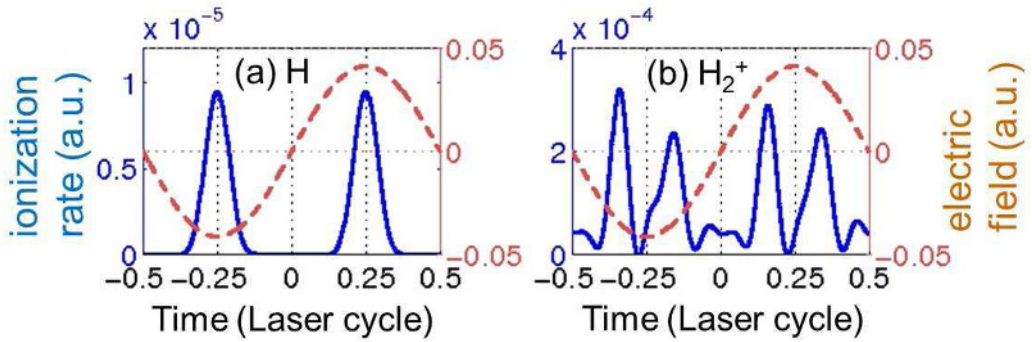 x 10⁻⁵
0.05
x 10⁻⁴
0.05
(a) H
(b) H₂⁺
ionization
rate (a.u.)
1
0.5
0
0
-0.05
-0.5
-0.25
0
0.25
0.5
Time (Laser cycle)
4
2
0
0
-0.05
-0.5
-0.25
0
0.25
0.5
Time (Laser cycle)
electric
field (a.u.)